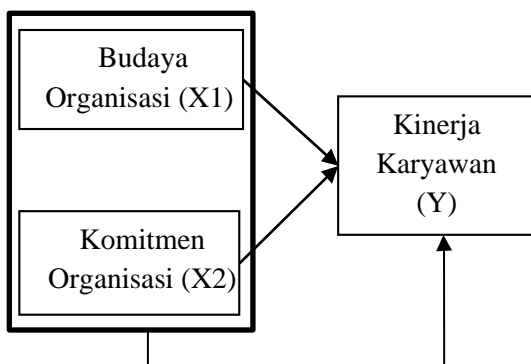 Budaya
Organisasi (X1)
Kinerja
Karyawan
(Y)
Komitmen
Organisasi (X2)